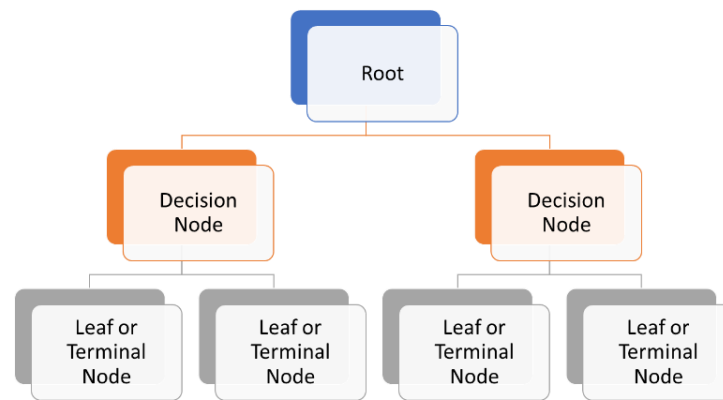 Root
Decision
Node
Decision
Node
Leaf or
Terminal
Node
Leaf or
Terminal
Node
Leaf or
Terminal
Node
Leaf or
Terminal
Node